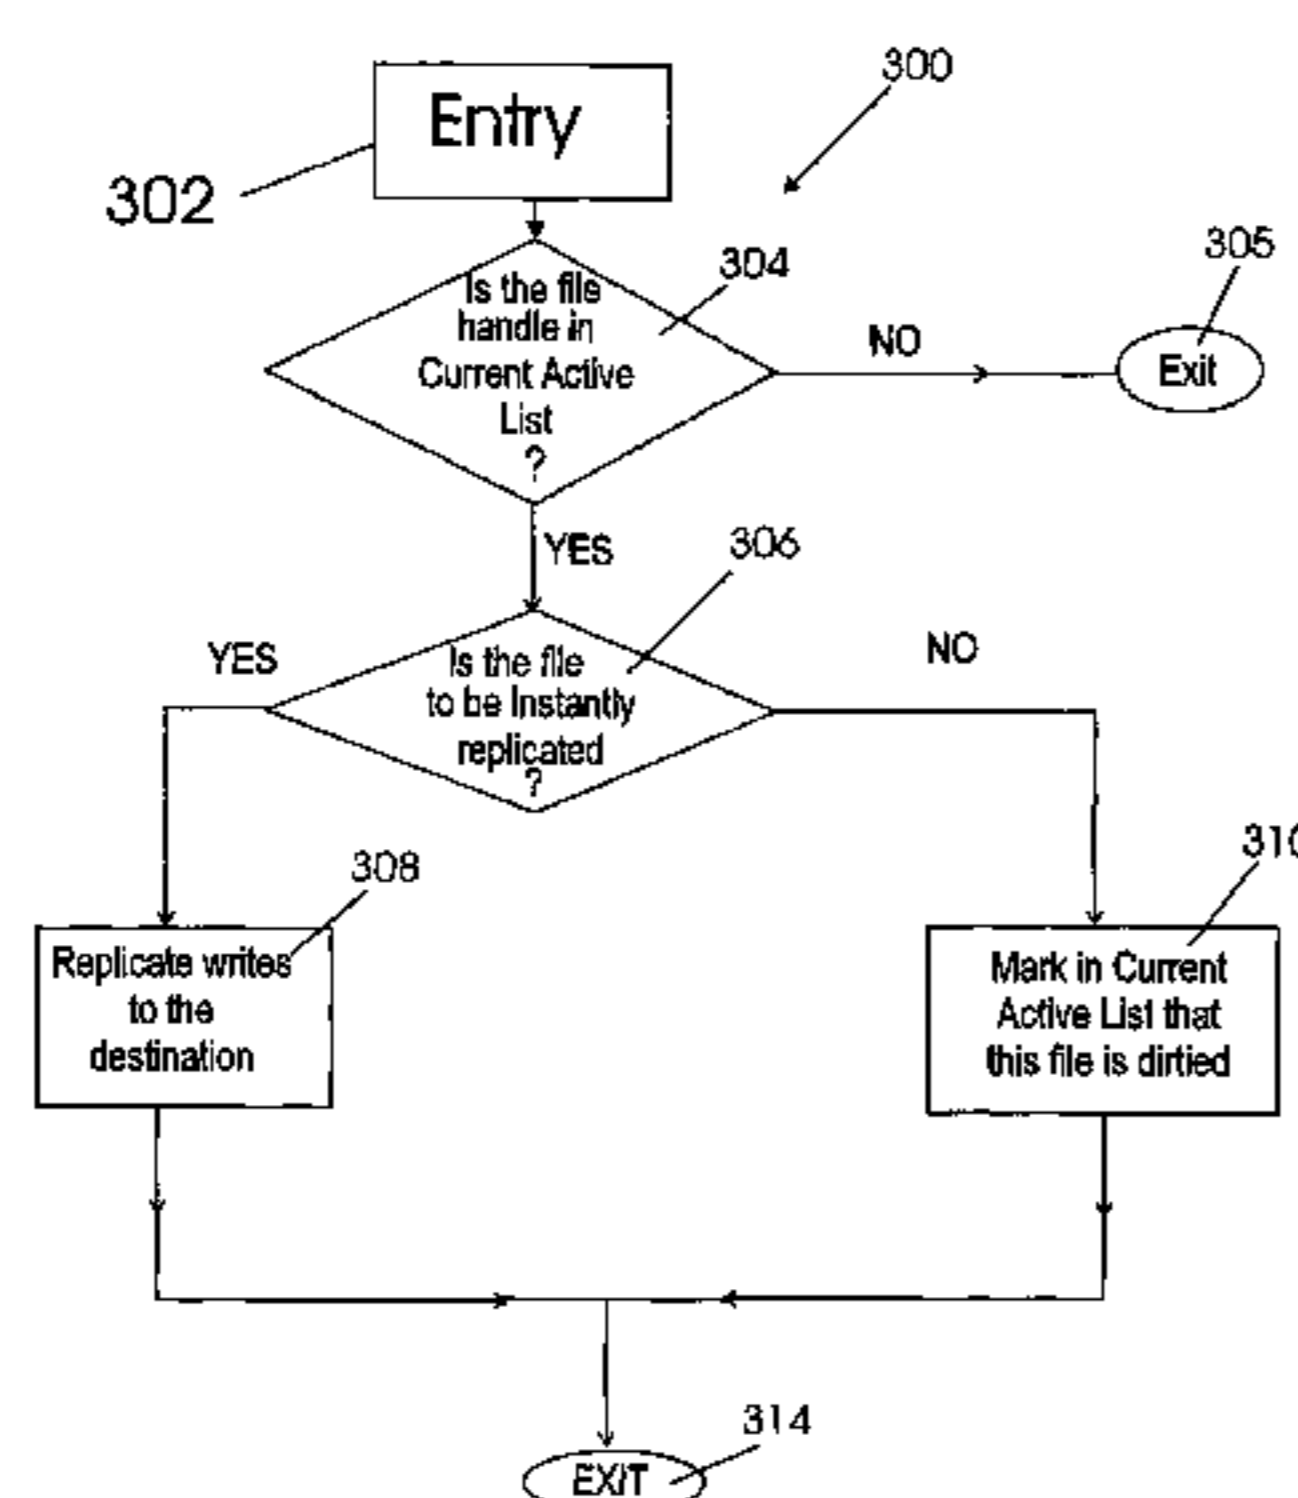 300
Entry
302
304
305
Is the file
handle in
Current Active
List
?
NO
Exit
YES
306
YES
NO
Is the file
to be Instantly
replicated
?
308
310
Replicate writes
to the
destination
Mark in Current
Active List that
this file is dirtied
314
EXIT